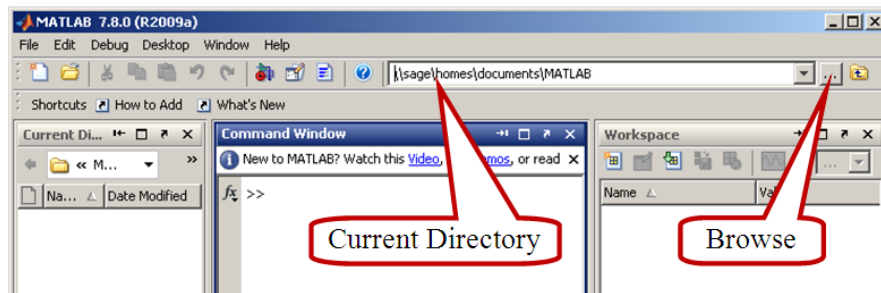 MATLAB 7.8.0 (R2009a)
File Edit Debug Desktop Window Help
\\sage\homes\documents\MATLAB
...
Shortcuts How to Add What's New
Current Di...
« M... »
Na... Date Modified
Command Window
New to MATLAB? Watch this Video, or read
fx >>
Workspace
...
Name
Current Directory
Browse